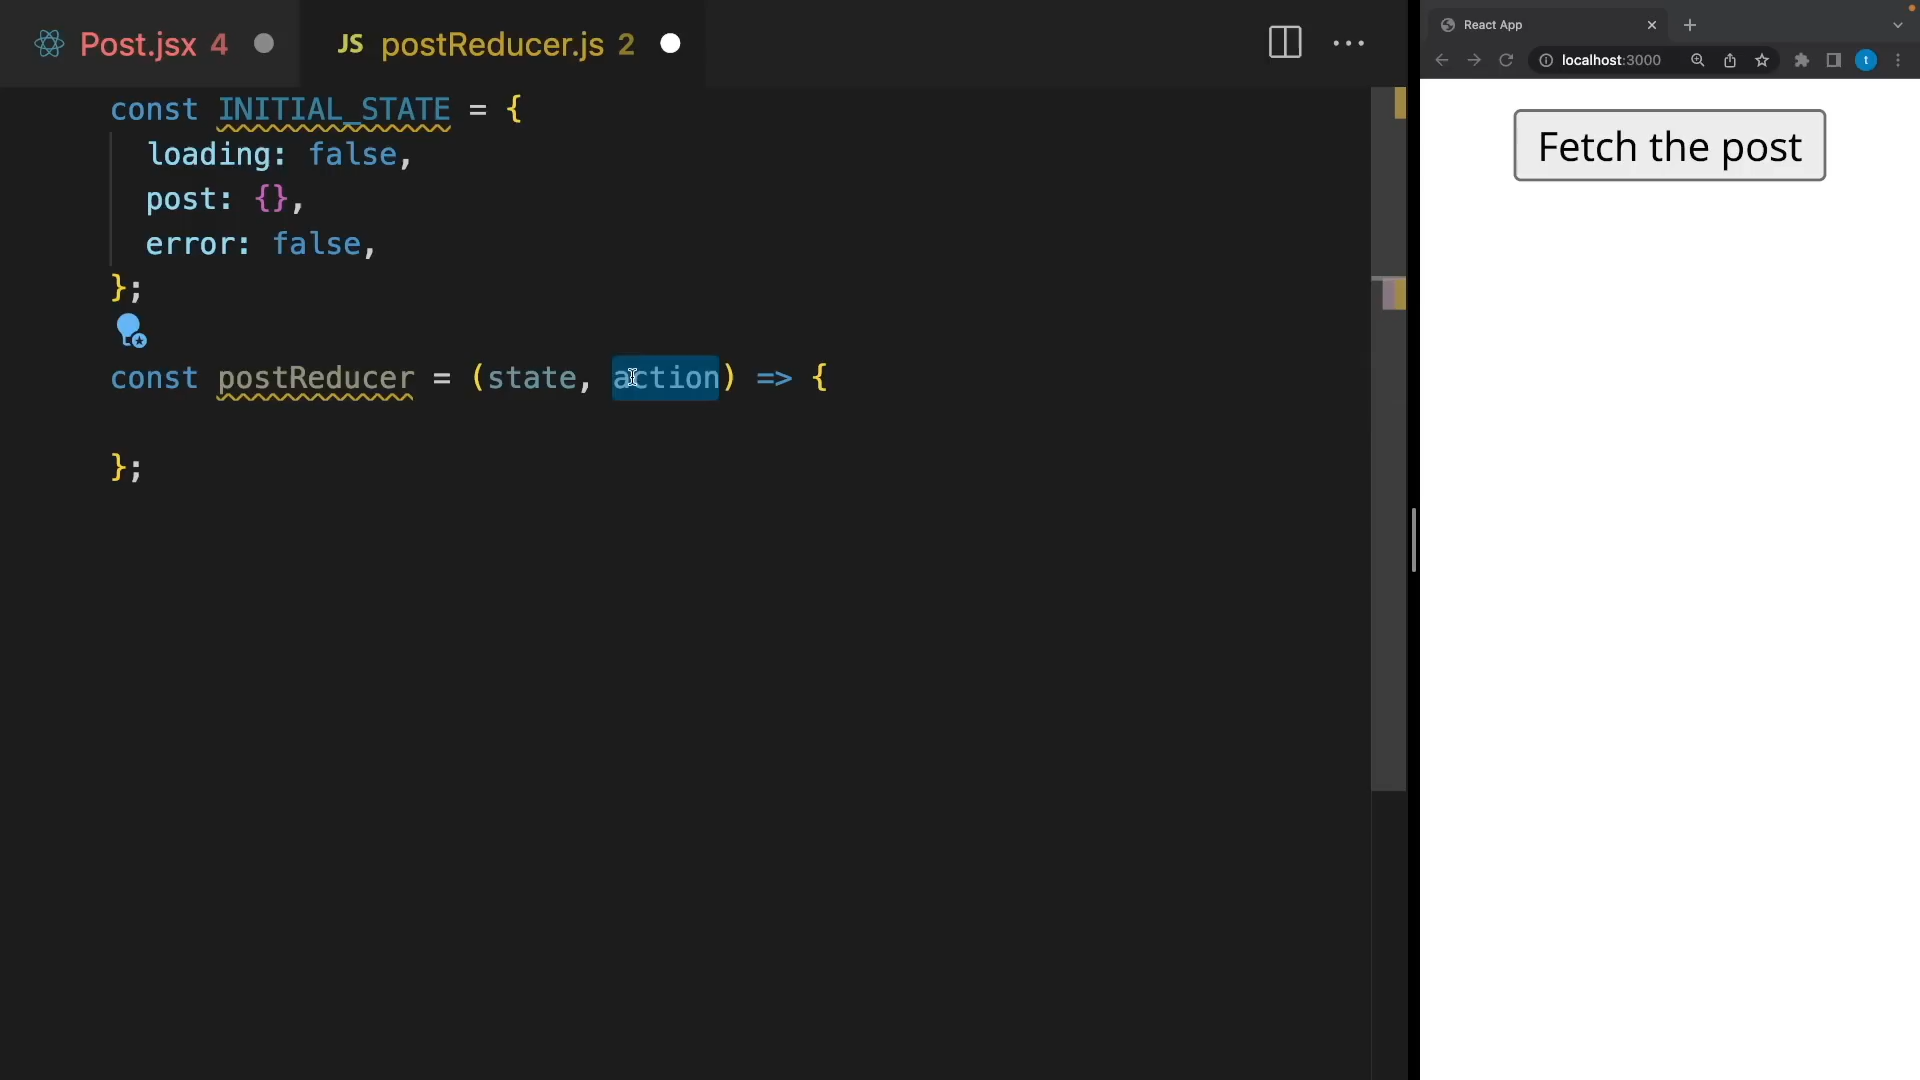 Post.jsx 4
JS postReducer.js 2
const INITIAL_STATE = {
loading: false,
post: {},
error: false,
};
const postReducer = (state, action) => {
};
React App
localhost:3000
t
Fetch the post